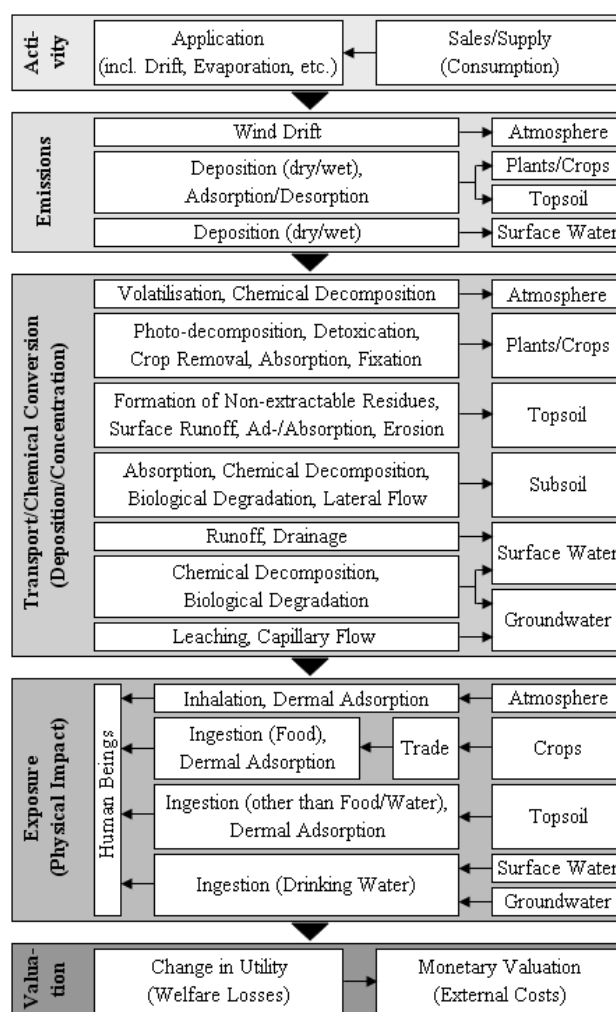 Acti-
vity
Application
(incl. Drift, Evaporation, etc.)
Sales/Supply
(Consumption)
Emissions
Wind Drift
Atmosphere
Deposition (dry/wet),
Adsorption/Desorption
Plants/Crops
Topsoil
Deposition (dry/wet)
Surface Water
Transport/Chemical Conversion
(Deposition/Concentration)
Volatilisation, Chemical Decomposition
Atmosphere
Photo-decomposition, Detoxication,
Crop Removal, Absorption, Fixation
Plants/Crops
Formation of Non-extractable Residues,
Surface Runoff, Ad-/Absorption, Erosion
Topsoil
Absorption, Chemical Decomposition,
Biological Degradation, Lateral Flow
Subsoil
Runoff, Drainage
Surface Water
Chemical Decomposition,
Biological Degradation
Groundwater
Leaching, Capillary Flow
Exposure
(Physical Impact)
Human Beings
Inhalation, Dermal Adsorption
Atmosphere
Ingestion (Food),
Dermal Adsorption
Trade
Crops
Ingestion (other than Food/Water),
Dermal Adsorption
Topsoil
Ingestion (Drinking Water)
Surface Water
Groundwater
Valua-
tion
Change in Utility
(Welfare Losses)
Monetary Valuation
(External Costs)